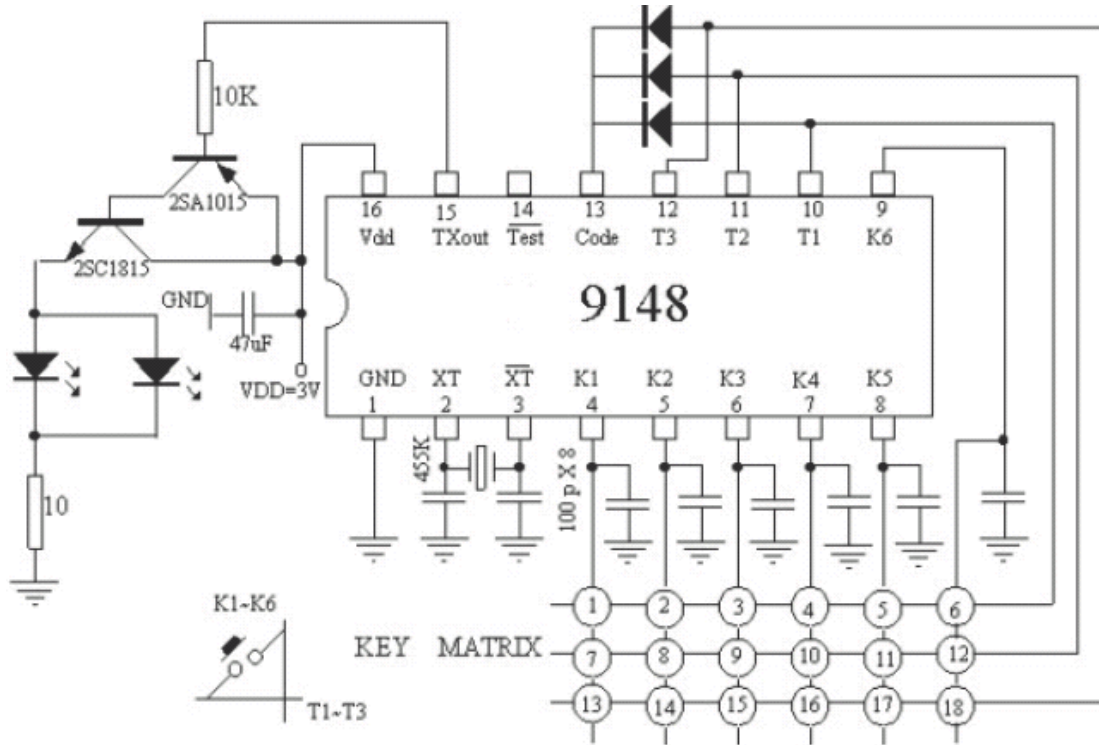 10K
2SA1015
2SC1815
GND
47uF
VDD=3V
10
16 15 14 13 12 11 10 9
Vdd TXout Test Code T3 T2 T1 K6
9148
GND XT XT K1 K2 K3 K4 K5
1 2 3 4 5 6 7 8
455K
100 p X 8
K1~K6
T1~T3
KEY MATRIX
1 2 3 4 5 6
7 8 9 10 11 12
13 14 15 16 17 18